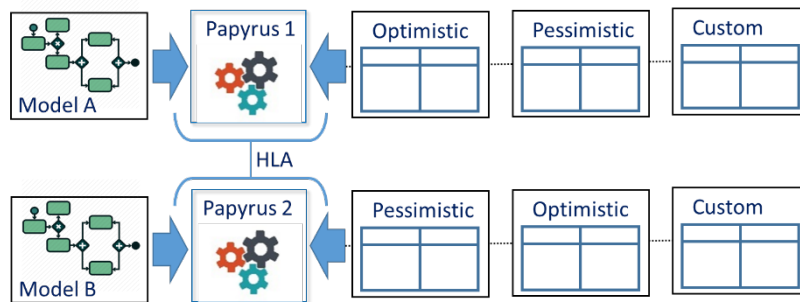 Papyrus 1
Optimistic
Pessimistic
Custom
Model A
HLA
Papyrus 2
Pessimistic
Optimistic
Custom
Model B